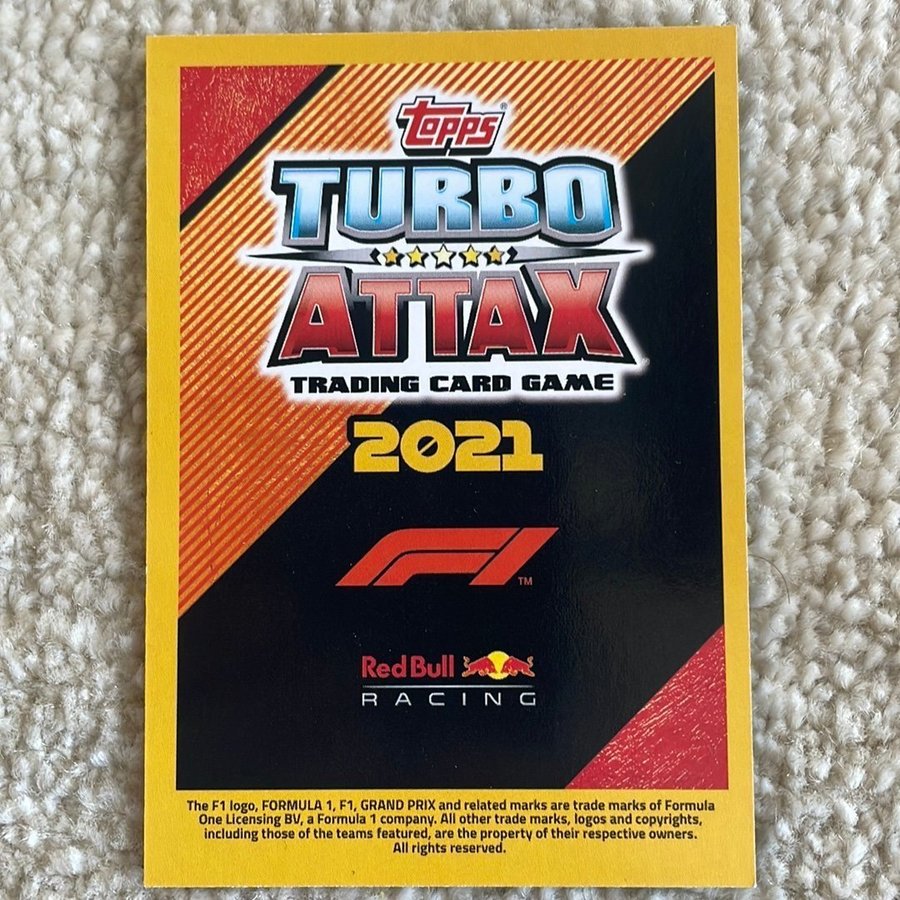 topps®
TURBO
ATTAX
TRADING CARD GAME
2021
F1™
Red Bull
RACING
The F1 logo, FORMULA 1, F1, GRAND PRIX and related marks are trade marks of Formula
One Licensing BV, a Formula 1 company. All other trade marks, logos and copyrights,
including those of the teams featured, are the property of their respective owners.
All rights reserved.